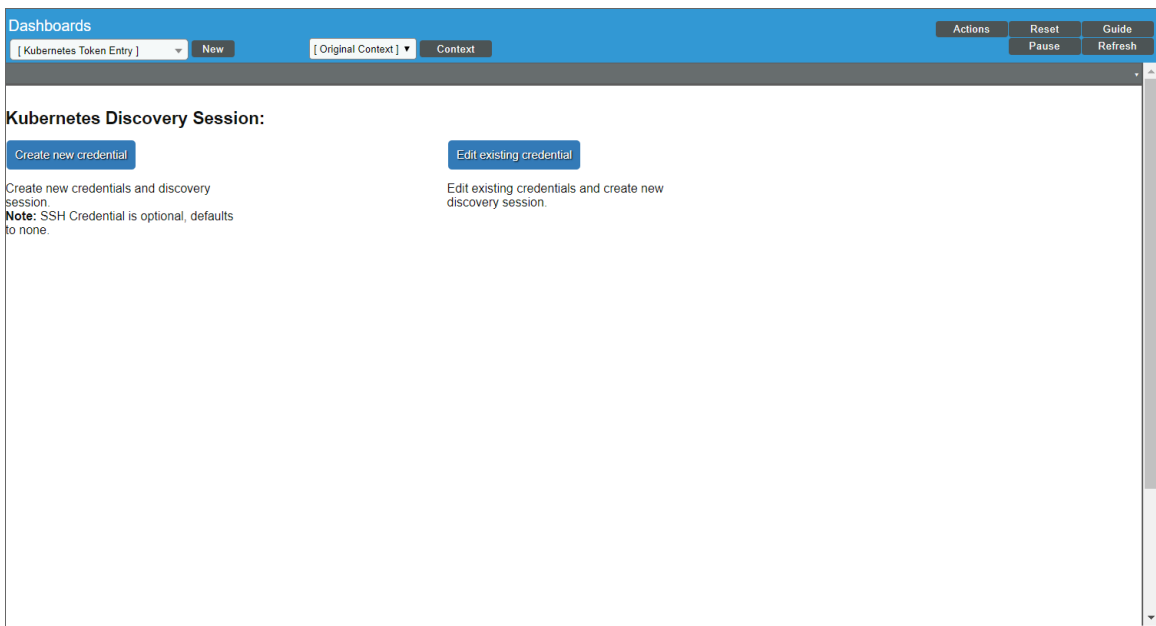 Dashboards
[ Kubernetes Token Entry ] New [ Original Context ] Context Actions Reset Guide
Pause Refresh
Kubernetes Discovery Session:
Create new credential
Create new credentials and discovery
session.
Note: SSH Credential is optional, defaults
to none.
Edit existing credential
Edit existing credentials and create new
discovery session.